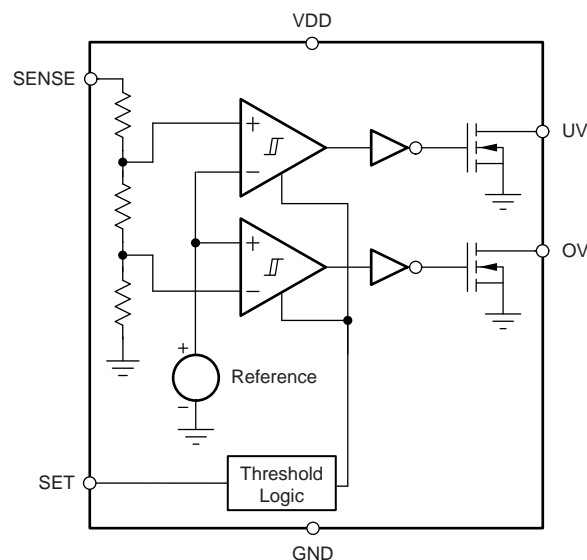 VDD
SENSE
+
UV
−
OV
+
−
+
Reference
−
SET
Threshold
Logic
GND